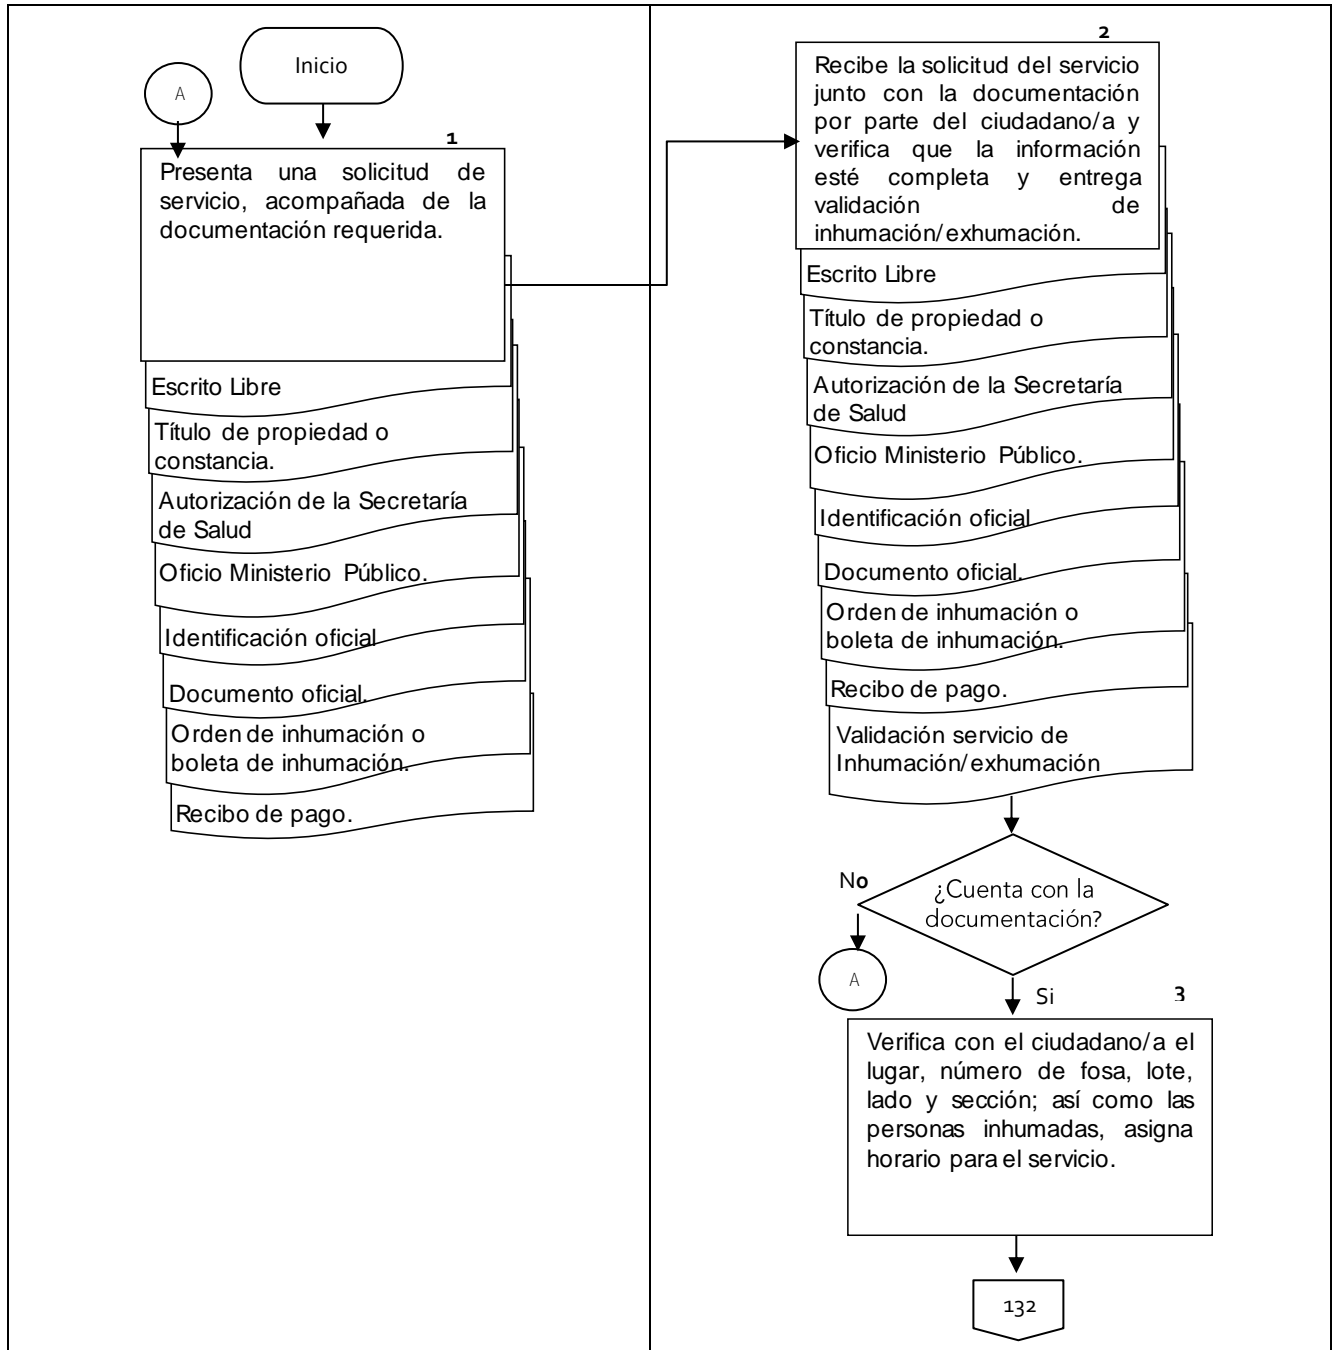 Inicio
A
1
Presenta una solicitud de
servicio, acompañada de la
documentación requerida.
Escrito Libre
Título de propiedad o
constancia.
Autorización de la Secretaría
de Salud
Oficio Ministerio Público.
Identificación oficial
Documento oficial.
Orden de inhumación o
boleta de inhumación.
Recibo de pago.
2
Recibe la solicitud del servicio
junto con la documentación
por parte del ciudadano/a y
verifica que la información
esté completa y entrega
validación de
inhumación/exhumación.
Escrito Libre
Título de propiedad o
constancia.
Autorización de la Secretaría
de Salud
Oficio Ministerio Público.
Identificación oficial
Documento oficial.
Orden de inhumación o
boleta de inhumación.
Recibo de pago.
Validación servicio de
Inhumación/exhumación
¿Cuenta con la
documentación?
No
A
Si
3
Verifica con el ciudadano/a el
lugar, número de fosa, lote,
lado y sección; así como las
personas inhumadas, asigna
horario para el servicio.
132